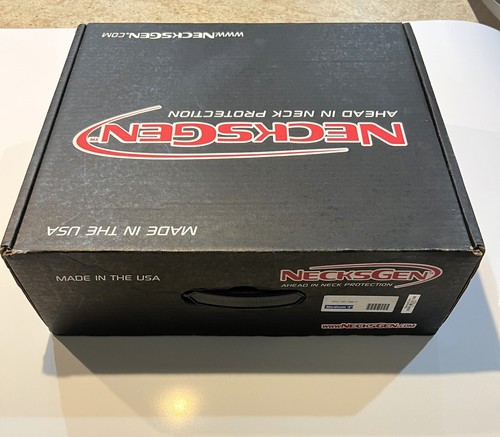 www.NecksGen.com
Ahead in Neck Protection
NecksGen
Made in the USA
Made in the USA
NecksGen
Ahead in Neck Protection
www.NecksGen.com